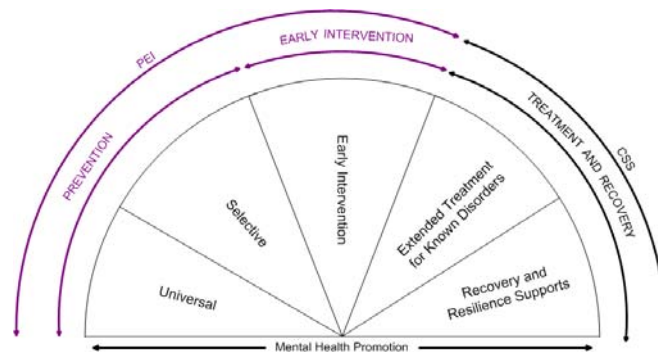 PEI
EARLY INTERVENTION
PREVENTION
TREATMENT AND RECOVERY
CSS
Universal
Selective
Early Intervention
Extended Treatment
for Known Disorders
Recovery and
Resilience Supports
Mental Health Promotion